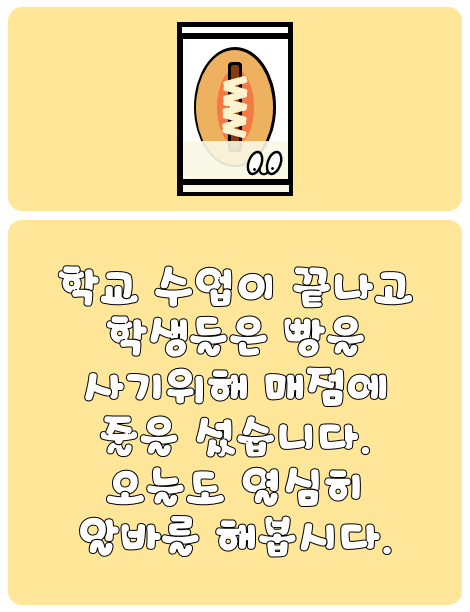 학교 수업이 끝나고
학생들은 빵을
사기위해 매점에
줄을 섰습니다.
오늘도 열심히
알바를 해봅시다.